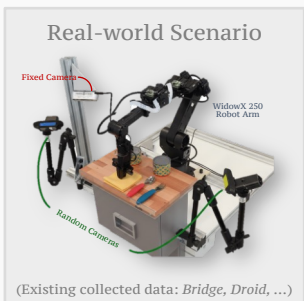 Real-world Scenario
Fixed Camera
WidowX 250
Robot Arm
Random Cameras
(Existing collected data: Bridge, Droid, ...)